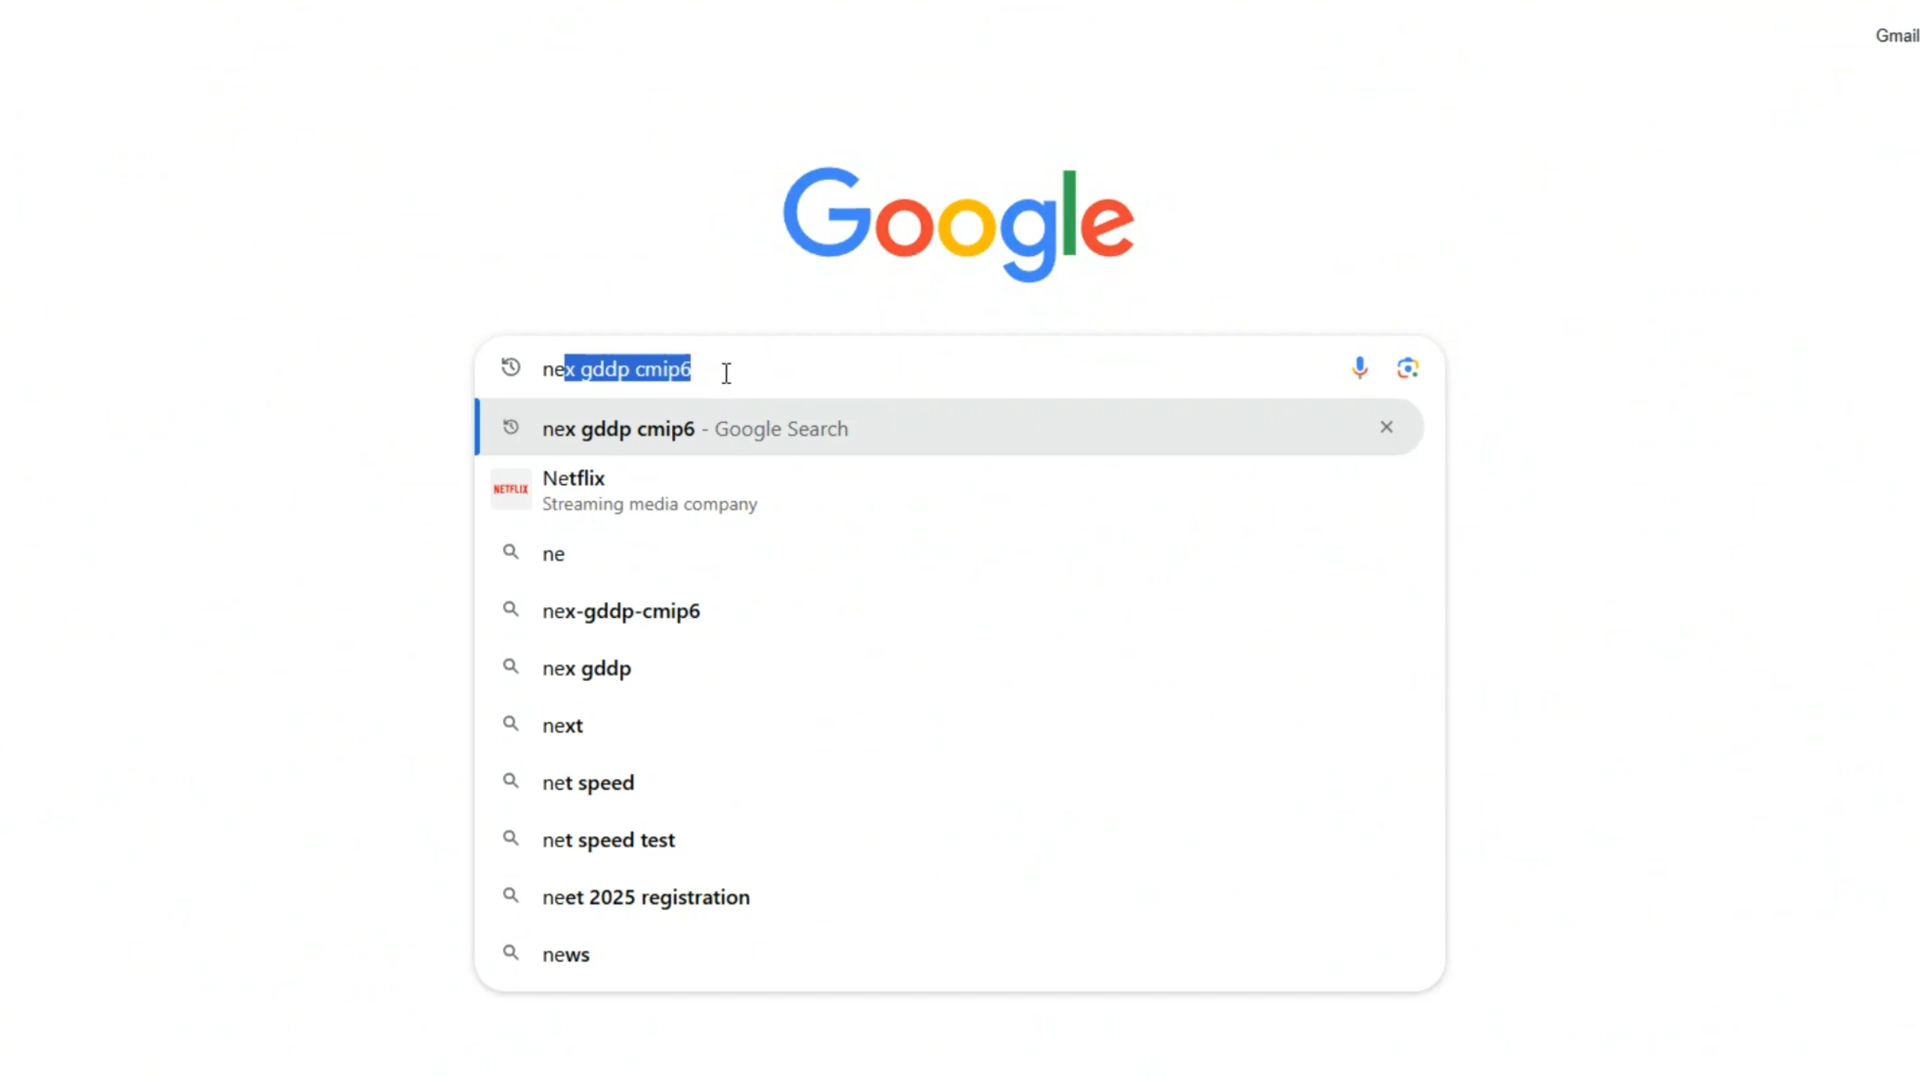 Gmail
Google
nex gddp cmip6
nex gddp cmip6 - Google Search
NETFLIX
Netflix
Streaming media company
ne
nex-gddp-cmip6
nex gddp
next
net speed
net speed test
neet 2025 registration
news